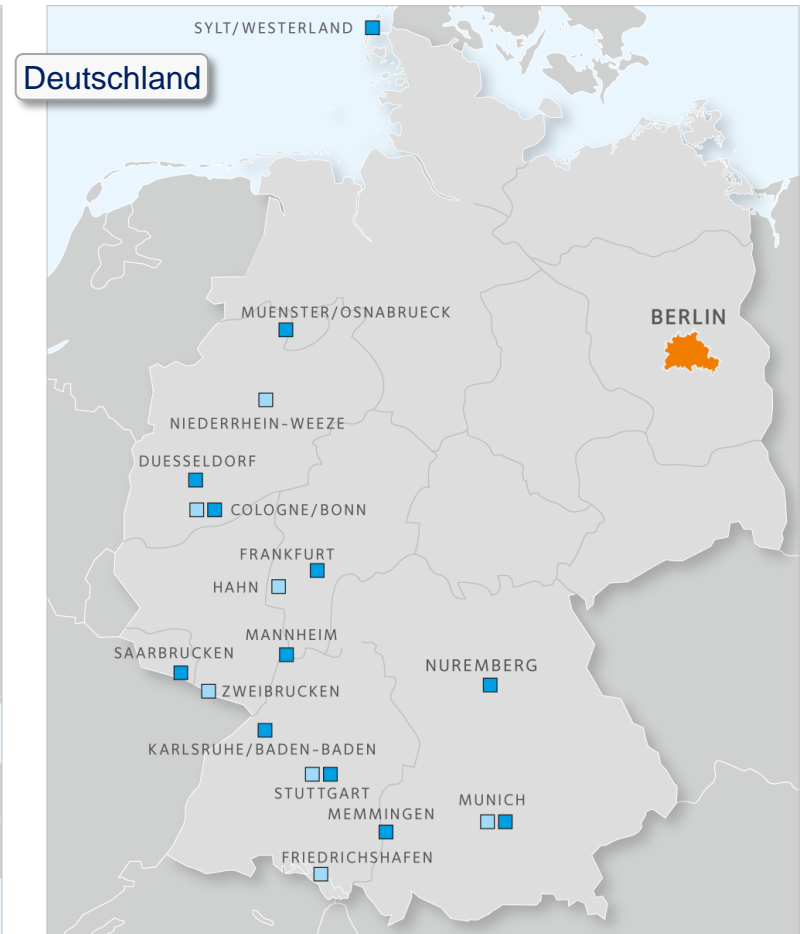 SYLT/WESTERLAND
Deutschland
MUENSTER/OSNABRUECK
BERLIN
NIEDERRHEIN-WEEZE
DUESSELDORF
COLOGNE/BONN
FRANKFURT
HAHN
MANNHEIM
SAARBRUCKEN
NUREMBERG
ZWEIBRUCKEN
KARLSRUHE/BADEN-BADEN
STUTTGART
MUNICH
MEMMINGEN
FRIEDRICHSHAFEN